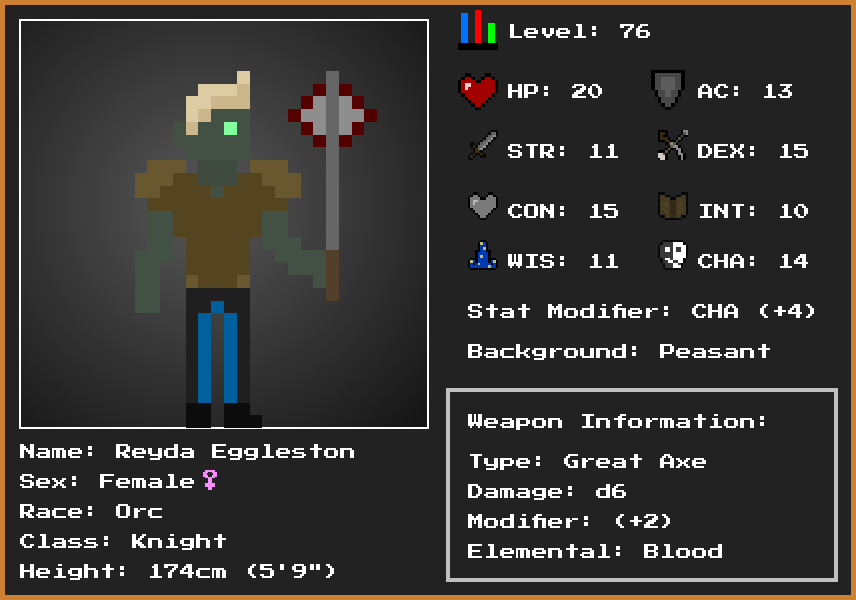 Level: 76
HP: 20 AC: 13
STR: 11 DEX: 15
CON: 15 INT: 10
WIS: 11 CHA: 14
Stat Modifier: CHA (+4)
Background: Peasant
Weapon Information:
Type: Great Axe
Damage: d6
Modifier: (+2)
Elemental: Blood
Name: Reyda Eggleston
Sex: Female♀
Race: Orc
Class: Knight
Height: 174cm (5'9")